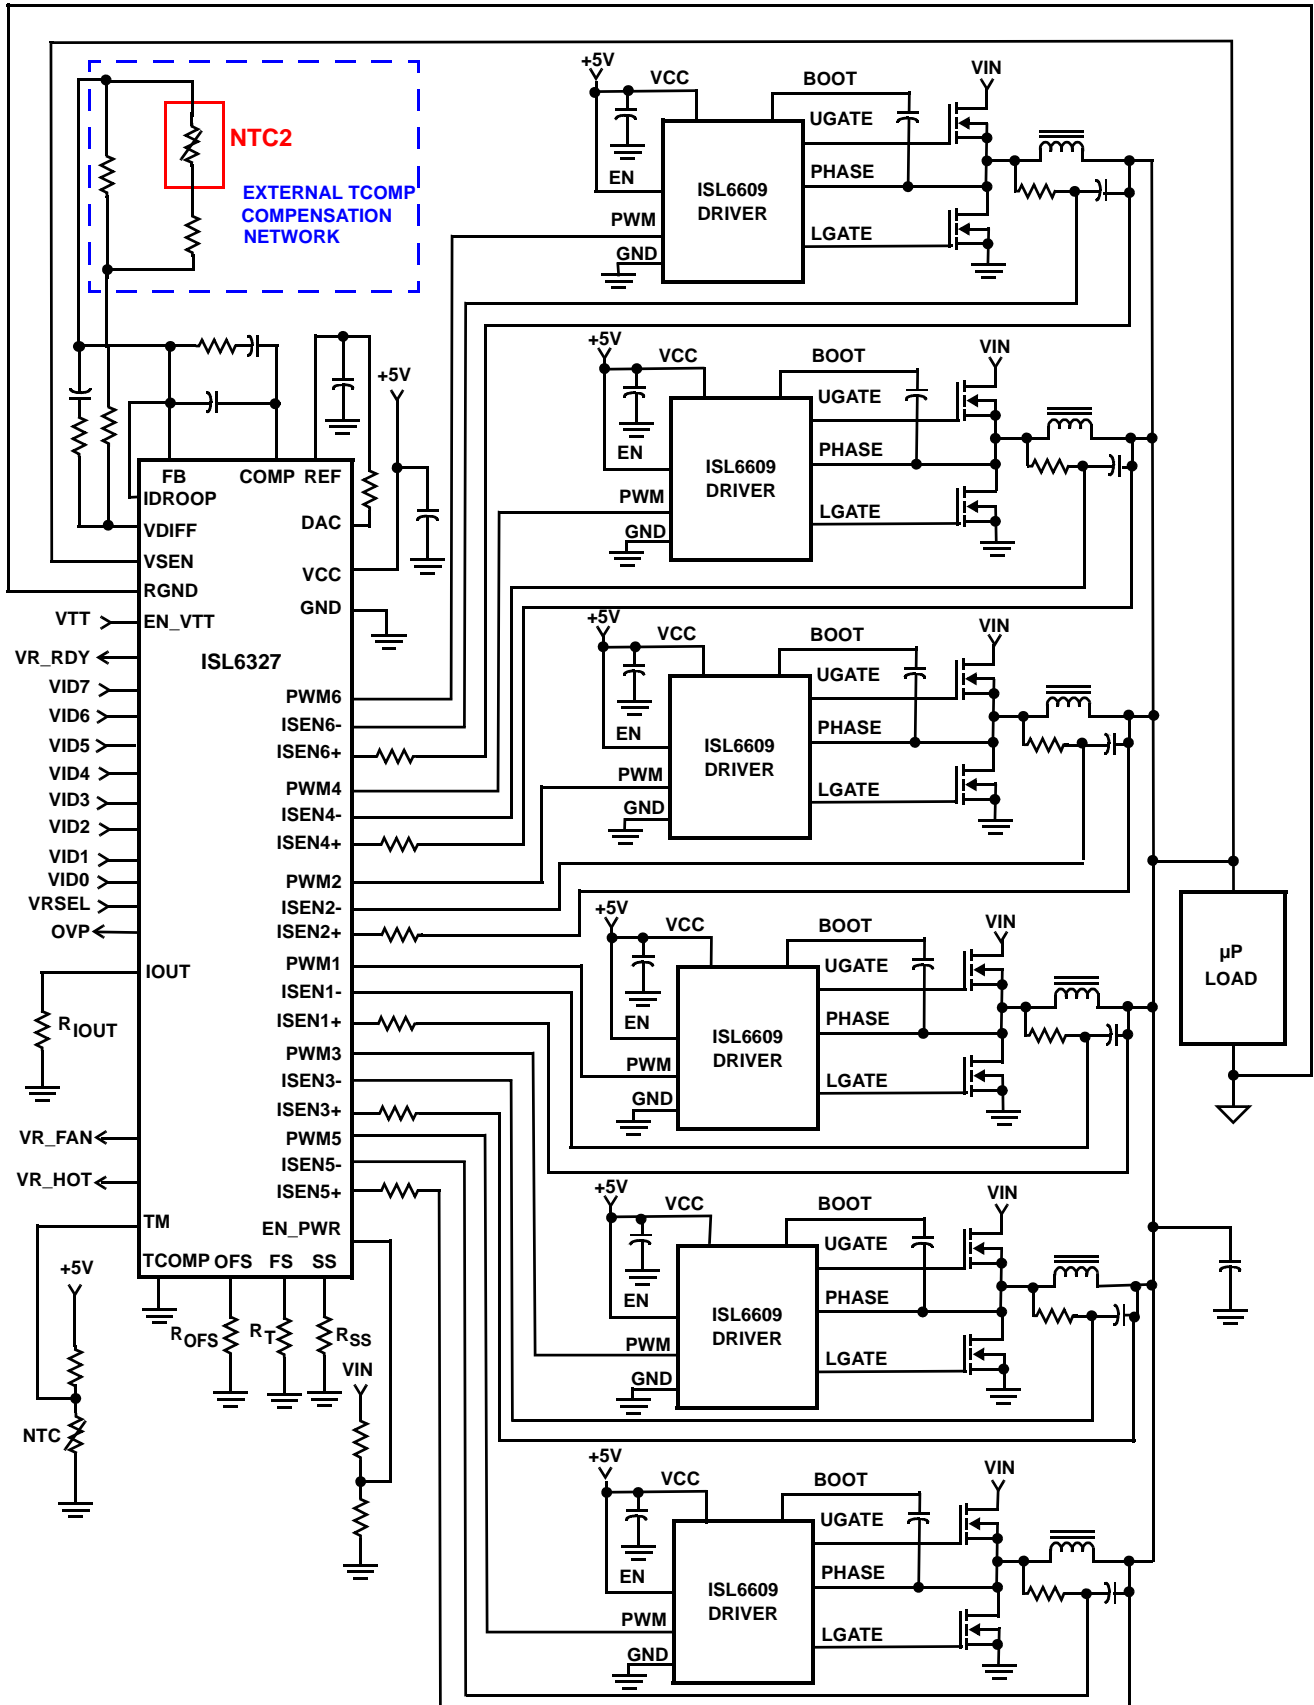 NTC2
EXTERNAL TCOMP
COMPENSATION
NETWORK
+5V
VCC
BOOT
VIN
UGATE
EN
ISL6609
DRIVER
PHASE
PWM
LGATE
GND
+5V
VCC
BOOT
VIN
UGATE
EN
ISL6609
DRIVER
PHASE
PWM
LGATE
GND
+5V
VCC
BOOT
VIN
UGATE
EN
ISL6609
DRIVER
PHASE
PWM
LGATE
GND
+5V
VCC
BOOT
VIN
UGATE
EN
ISL6609
DRIVER
PHASE
PWM
LGATE
GND
+5V
VCC
BOOT
VIN
UGATE
EN
ISL6609
DRIVER
PHASE
PWM
LGATE
GND
+5V
VCC
BOOT
VIN
UGATE
EN
ISL6609
DRIVER
PHASE
PWM
LGATE
GND
µP
LOAD
+5V
FB
COMP
REF
IDROOP
VDIFF
DAC
VSEN
VCC
RGND
GND
VTT
EN_VTT
VR_RDY
ISL6327
VID7
VID6
VID5
VID4
VID3
VID2
VID1
VID0
VRSEL
OVP
PWM6
ISEN6-
ISEN6+
PWM4
ISEN4-
ISEN4+
PWM2
ISEN2-
ISEN2+
PWM1
ISEN1-
ISEN1+
PWM3
ISEN3-
ISEN3+
PWM5
ISEN5-
ISEN5+
IOUT
RIOUT
VR_FAN
VR_HOT
TM
EN_PWR
TCOMP
OFS
FS
SS
+5V
ROFS
RT
RSS
VIN
NTC